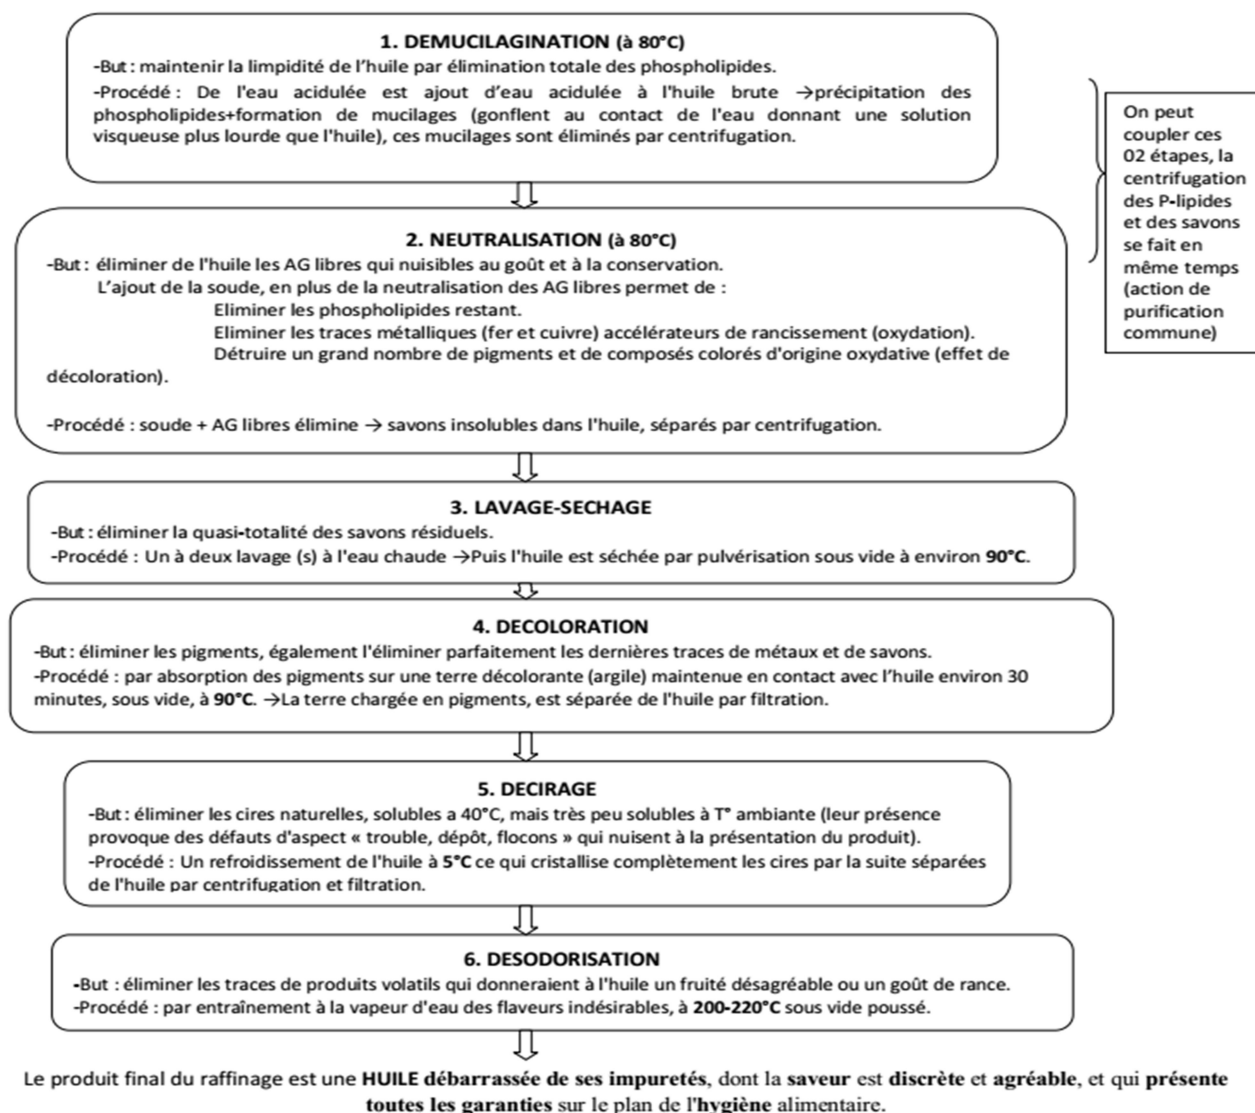 1. DEMUCILAGINATION (à 80°C)
-But : maintenir la limpidité de l'huile par élimination totale des phospholipides.
-Procédé : De l'eau acidulée est ajout d'eau acidulée à l'huile brute →précipitation des
phospholipides+formation de mucilages (gonflent au contact de l'eau donnant une solution
visqueuse plus lourde que l'huile), ces mucilages sont éliminés par centrifugation.
On peut
coupler ces
02 étapes, la
centrifugation
des P-lipides
et des savons
se fait en
même temps
(action de
purification
commune)
2. NEUTRALISATION (à 80°C)
-But : éliminer de l'huile les AG libres qui nuisibles au goût et à la conservation.
L'ajout de la soude, en plus de la neutralisation des AG libres permet de :
Eliminer les phospholipides restant.
Eliminer les traces métalliques (fer et cuivre) accélérateurs de rancissement (oxydation).
Détruire un grand nombre de pigments et de composés colorés d'origine oxydative (effet de
décoloration).
-Procédé : soude + AG libres élimine → savons insolubles dans l'huile, séparés par centrifugation.
3. LAVAGE-SECHAGE
-But : éliminer la quasi-totalité des savons résiduels.
-Procédé : Un à deux lavage (s) à l'eau chaude →Puis l'huile est séchée par pulvérisation sous vide à environ 90°C.
4. DECOLORATION
-But : éliminer les pigments, également l'éliminer parfaitement les dernières traces de métaux et de savons.
-Procédé : par absorption des pigments sur une terre décolorante (argile) maintenue en contact avec l'huile environ 30
minutes, sous vide, à 90°C. →La terre chargée en pigments, est séparée de l'huile par filtration.
5. DECIRAGE
-But : éliminer les cires naturelles, solubles a 40°C, mais très peu solubles à T° ambiante (leur présence
provoque des défauts d'aspect « trouble, dépôt, flocons » qui nuisent à la présentation du produit).
-Procédé : Un refroidissement de l'huile à 5°C ce qui cristallise complètement les cires par la suite séparées
de l'huile par centrifugation et filtration.
6. DESODORISATION
-But : éliminer les traces de produits volatils qui donneraient à l'huile un fruité désagréable ou un goût de rance.
-Procédé : par entraînement à la vapeur d'eau des flaveurs indésirables, à 200-220°C sous vide poussé.
Le produit final du raffinage est une HUILE débarrassée de ses impuretés, dont la saveur est discrète et agréable, et qui présente
toutes les garanties sur le plan de l'hygiène alimentaire.